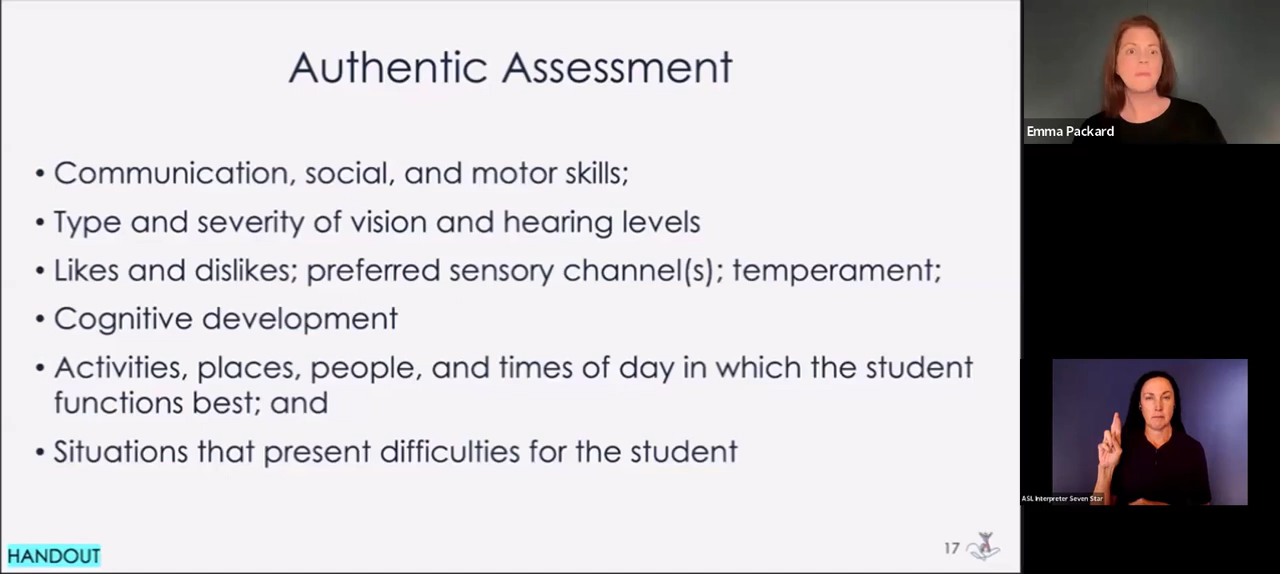 Authentic Assessment
• Communication, social, and motor skills;
• Type and severity of vision and hearing levels
• Likes and dislikes; preferred sensory channel(s); temperament;
• Cognitive development
• Activities, places, people, and times of day in which the student
functions best; and
• Situations that present difficulties for the student
HANDOUT
17
Emma Packard
ASL Interpreter Seven Star